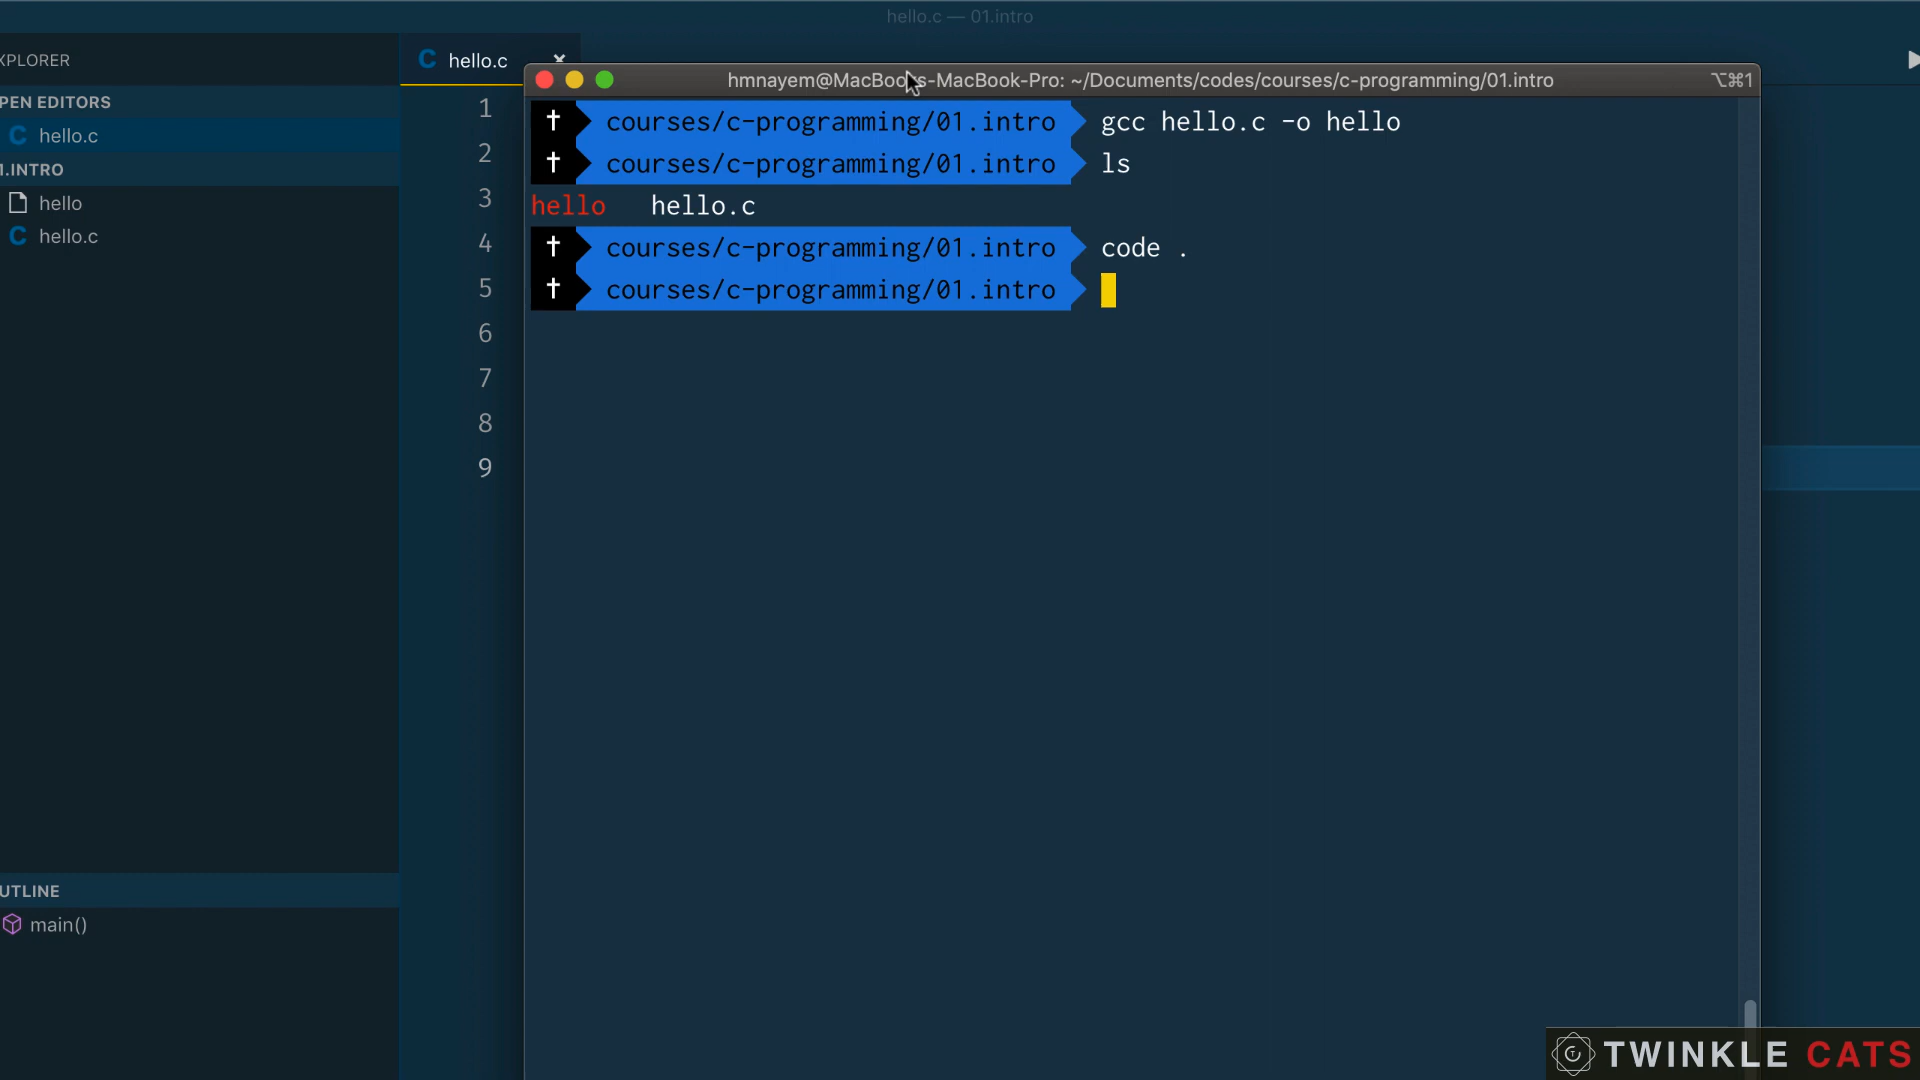 hello.c — 01.intro
XPLORER
PEN EDITORS
C hello.c
1.INTRO
hello
C hello.c
UTLINE
main()
C hello.c ×
1
2
3
4
5
6
7
8
9
hmnayem@MacBooks-MacBook-Pro: ~/Documents/codes/courses/c-programming/01.intro ⌥⌘1
† courses/c-programming/01.intro gcc hello.c -o hello
† courses/c-programming/01.intro ls
hello hello.c
† courses/c-programming/01.intro code .
† courses/c-programming/01.intro
TWINKLE CATS